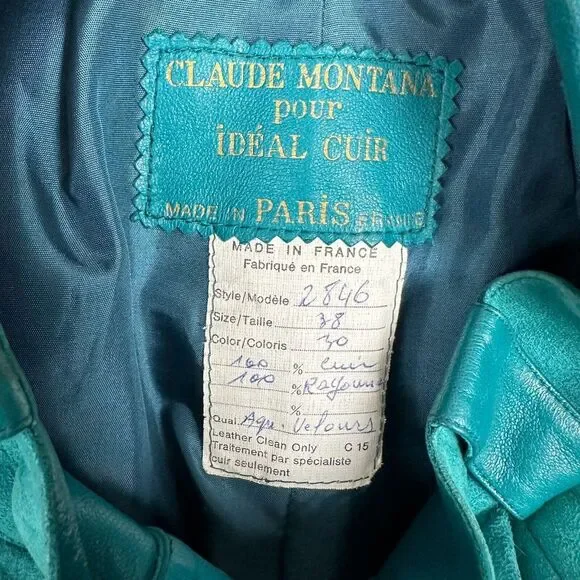 CLAUDE MONTANA
pour
iDÉAL CUiR
MADE iN PARiS FRANCE
MADE IN FRANCE
Fabriqué en France
Style/Modèle 2846
Size/Taille 38
Color/Coloris 30
100 % Cuir
100 % Rayonne
%
Qual. Agn. Velours
Leather Clean Only C 15
Traitement par spécialiste
cuir seulement